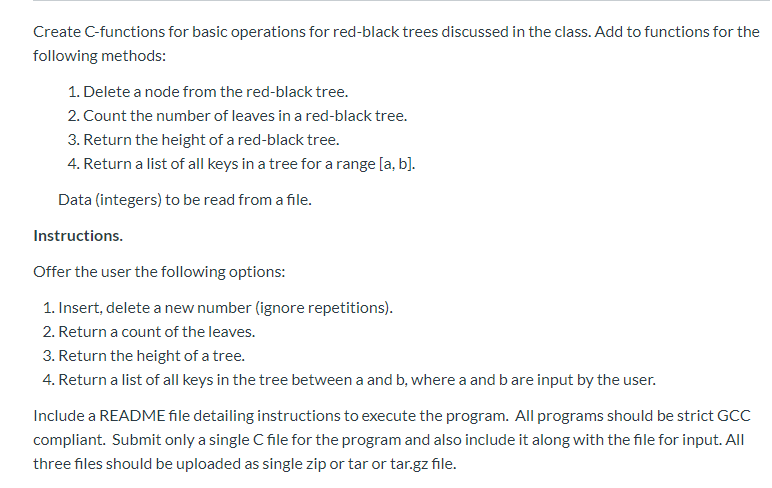 Create C-functions for basic operations for red-black trees discussed in the class. Add to functions for the
following methods:
1. Delete a node from the red-black tree.
2. Count the number of leaves in a red-black tree.
3. Return the height of a red-black tree.
4. Return a list of all keys in a tree for a range [a, b].
Data (integers) to be read from a file.
Instructions.
Offer the user the following options:
1. Insert, delete a new number (ignore repetitions).
2. Return a count of the leaves.
3. Return the height of a tree.
4. Return a list of all keys in the tree between a and b, where a and b are input by the user.
Include a README file detailing instructions to execute the program. All programs should be strict GCC
compliant. Submit only a single C file for the program and also include it along with the file for input. All
three files should be uploaded as single zip or tar or tar.gz file.